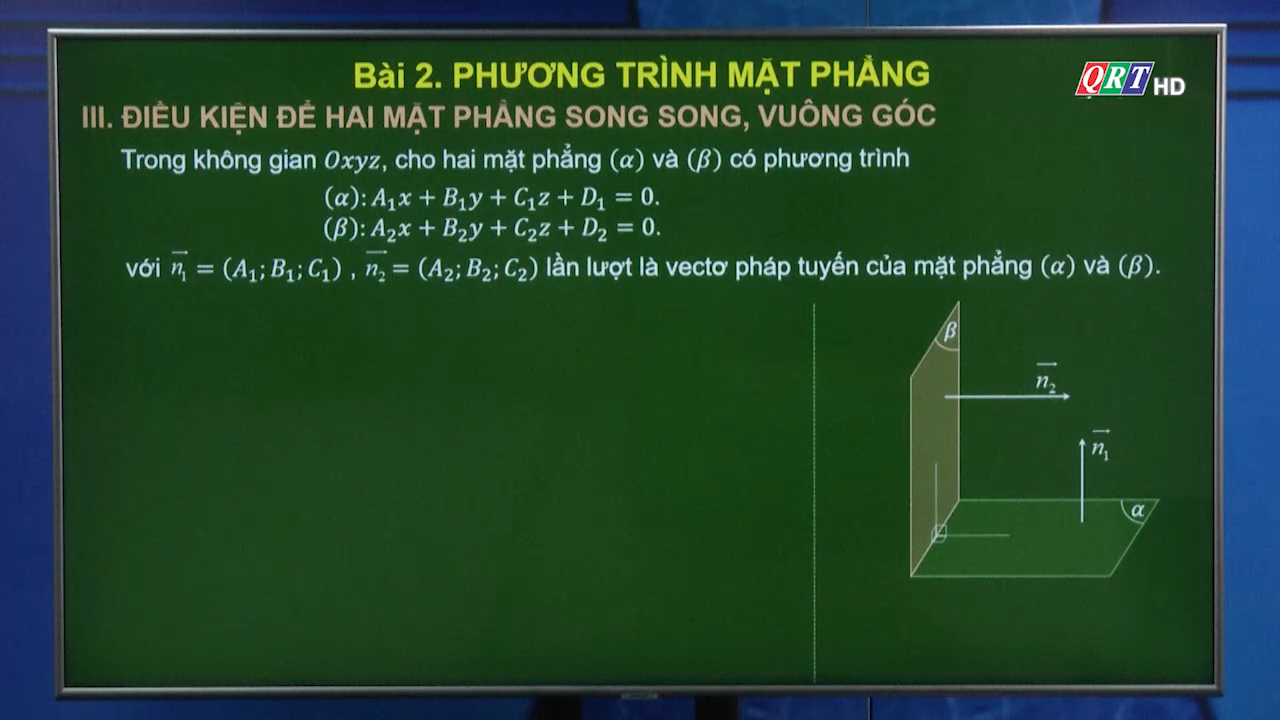 Bài 2. PHƯƠNG TRÌNH MẶT PHẲNG
QRT HD
III. ĐIỀU KIỆN ĐỂ HAI MẶT PHẲNG SONG SONG, VUÔNG GÓC
Trong không gian Oxyz, cho hai mặt phẳng (α) và (β) có phương trình
(α): A₁x + B₁y + C₁z + D₁ = 0.
(β): A₂x + B₂y + C₂z + D₂ = 0.
với n₁⃗ = (A₁; B₁; C₁) , n₂⃗ = (A₂; B₂; C₂) lần lượt là vectơ pháp tuyến của mặt phẳng (α) và (β).
β
n₂⃗
n₁⃗
α